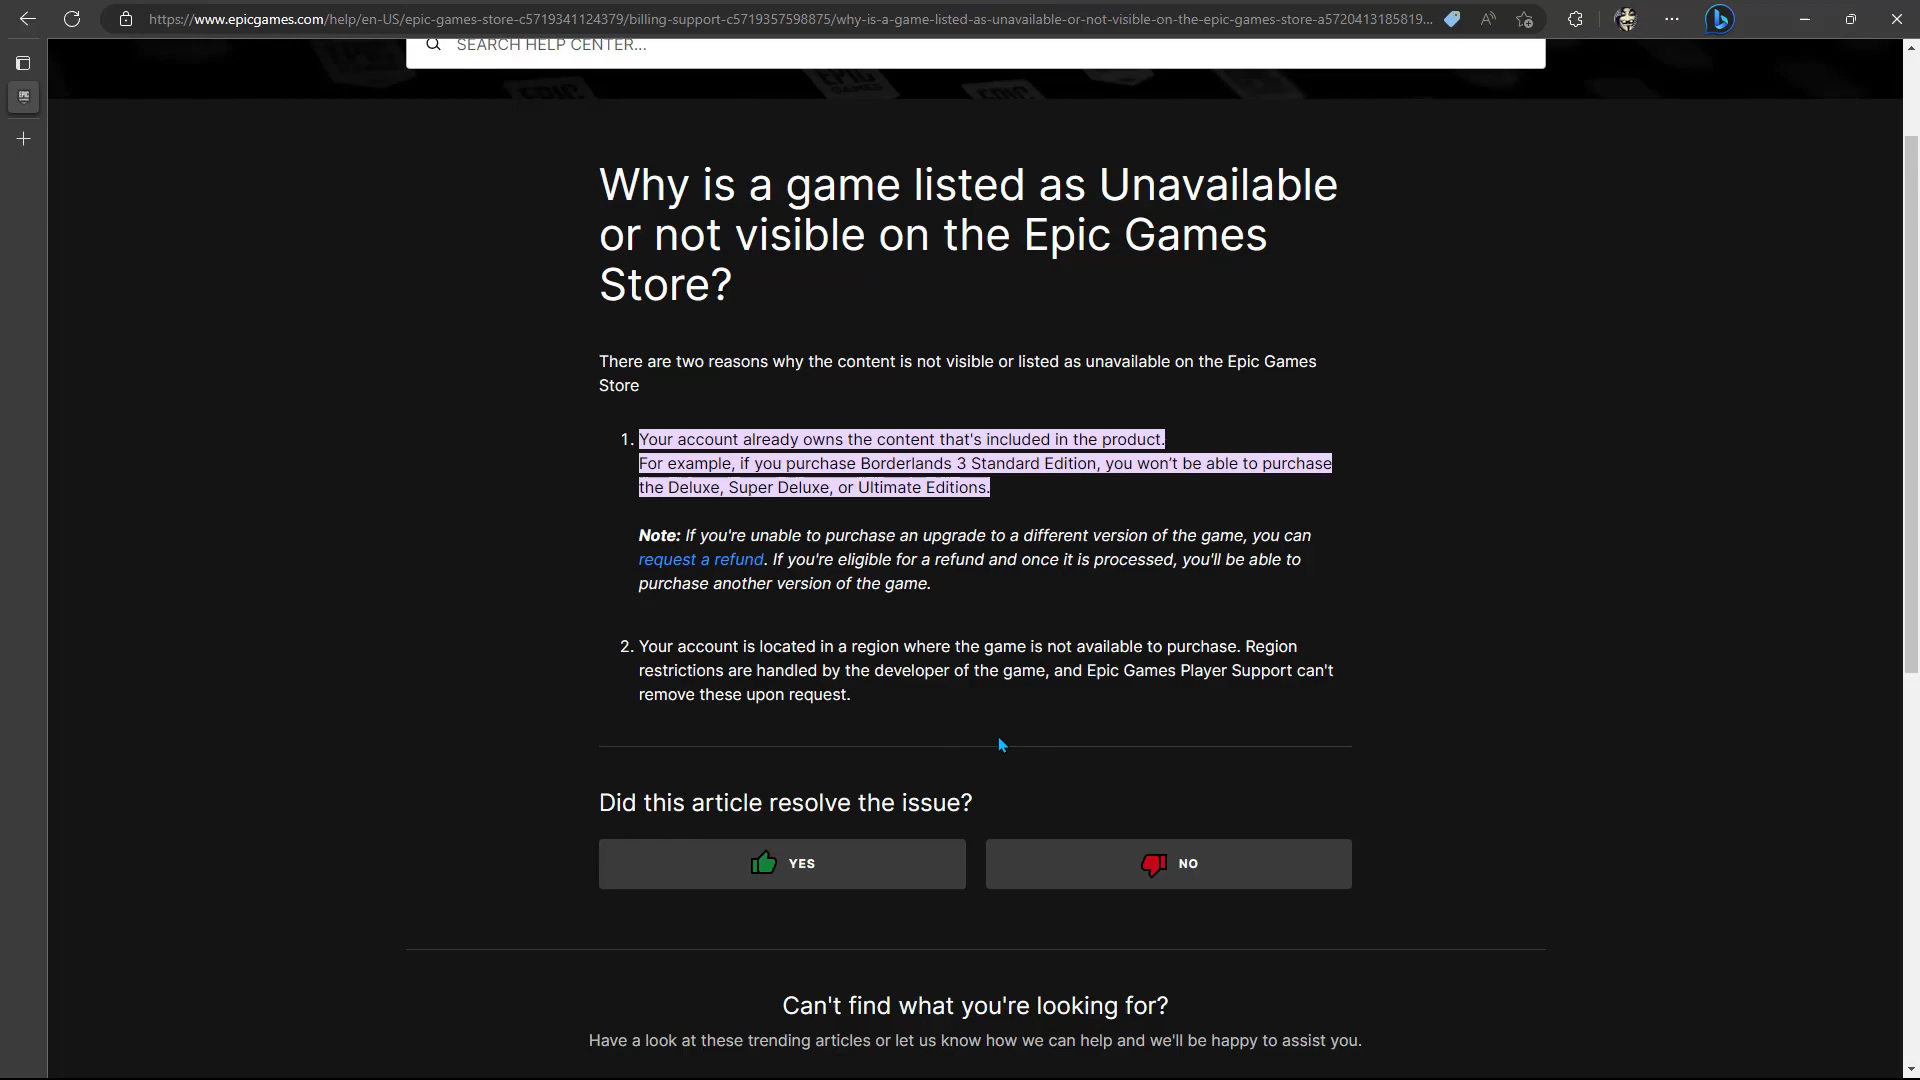 https://www.epicgames.com/help/en-US/epic-games-store-c5719341124379/billing-support-c5719357598875/why-is-a-game-listed-as-unavailable-or-not-visible-on-the-epic-games-store-a5720413185819...
SEARCH HELP CENTER...
Why is a game listed as Unavailable
or not visible on the Epic Games
Store?
There are two reasons why the content is not visible or listed as unavailable on the Epic Games
Store
1. Your account already owns the content that's included in the product.
For example, if you purchase Borderlands 3 Standard Edition, you won’t be able to purchase
the Deluxe, Super Deluxe, or Ultimate Editions.
Note: If you're unable to purchase an upgrade to a different version of the game, you can
request a refund. If you're eligible for a refund and once it is processed, you'll be able to
purchase another version of the game.
2. Your account is located in a region where the game is not available to purchase. Region
restrictions are handled by the developer of the game, and Epic Games Player Support can't
remove these upon request.
Did this article resolve the issue?
YES
NO
Can't find what you're looking for?
Have a look at these trending articles or let us know how we can help and we'll be happy to assist you.